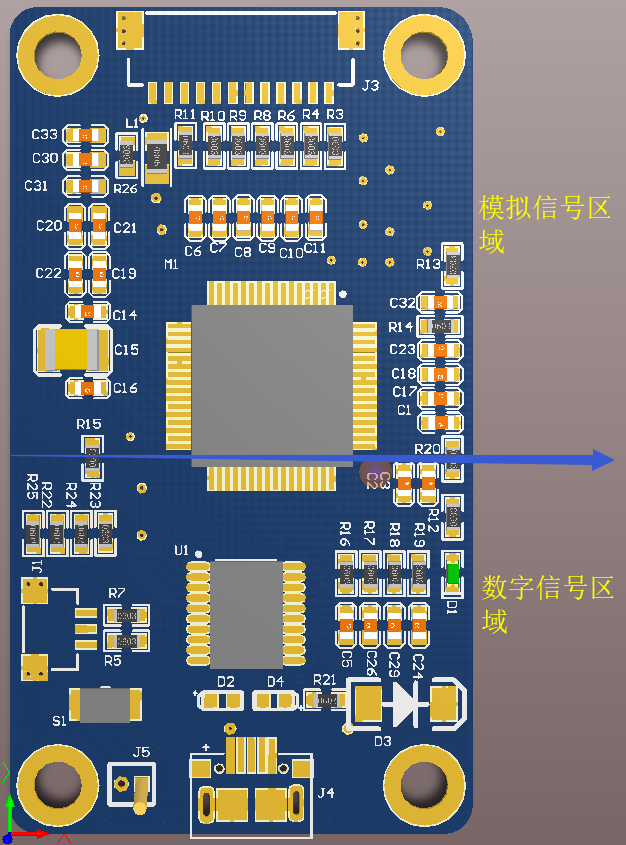 J3
L1
R11 R10 R9 R8 R6 R4 R3
C33
C30
C31
R26
C20 C21
C6 C7 C8 C9 C10 C11
模拟信号区
域
M1
R13
C22 C19
C32
C14
R14
C15
C23
C18
C16
C17
C1
R15
R20
C2 C3
R25 R22 R24 R23
R12
J1
U1
R16 R17 R18 R19
R7
D1
数字信号区
域
R5
C5 C26 C29 C24
D2 D4 R21
S1
D3
J5
+
J4